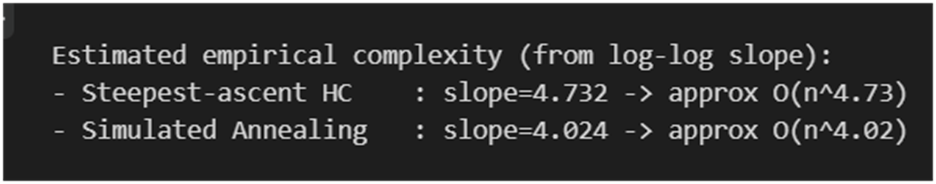 Estimated empirical complexity (from log-log slope):
- Steepest-ascent HC    : slope=4.732 -> approx O(n^4.73)
- Simulated Annealing   : slope=4.024 -> approx O(n^4.02)